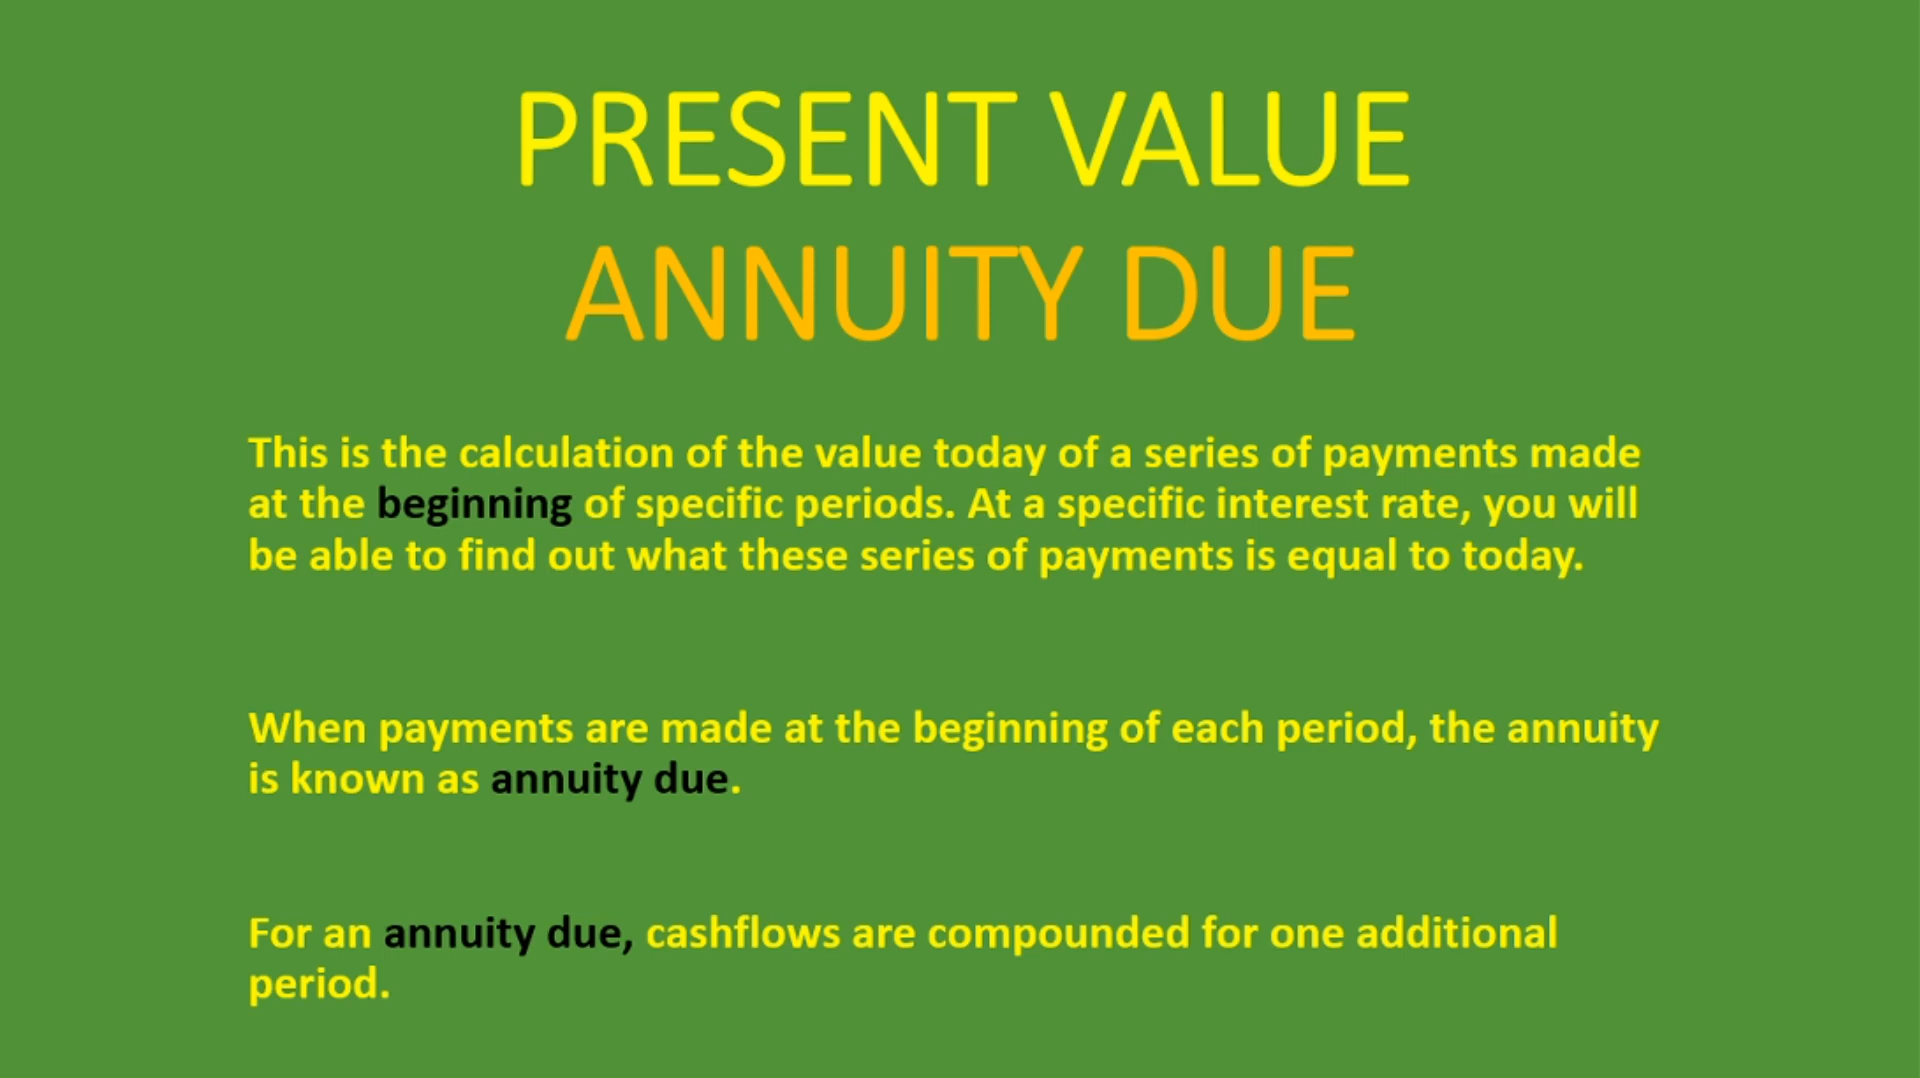 PRESENT VALUE
ANNUITY DUE
This is the calculation of the value today of a series of payments made
at the beginning of specific periods. At a specific interest rate, you will
be able to find out what these series of payments is equal to today.
When payments are made at the beginning of each period, the annuity
is known as annuity due.
For an annuity due, cashflows are compounded for one additional
period.